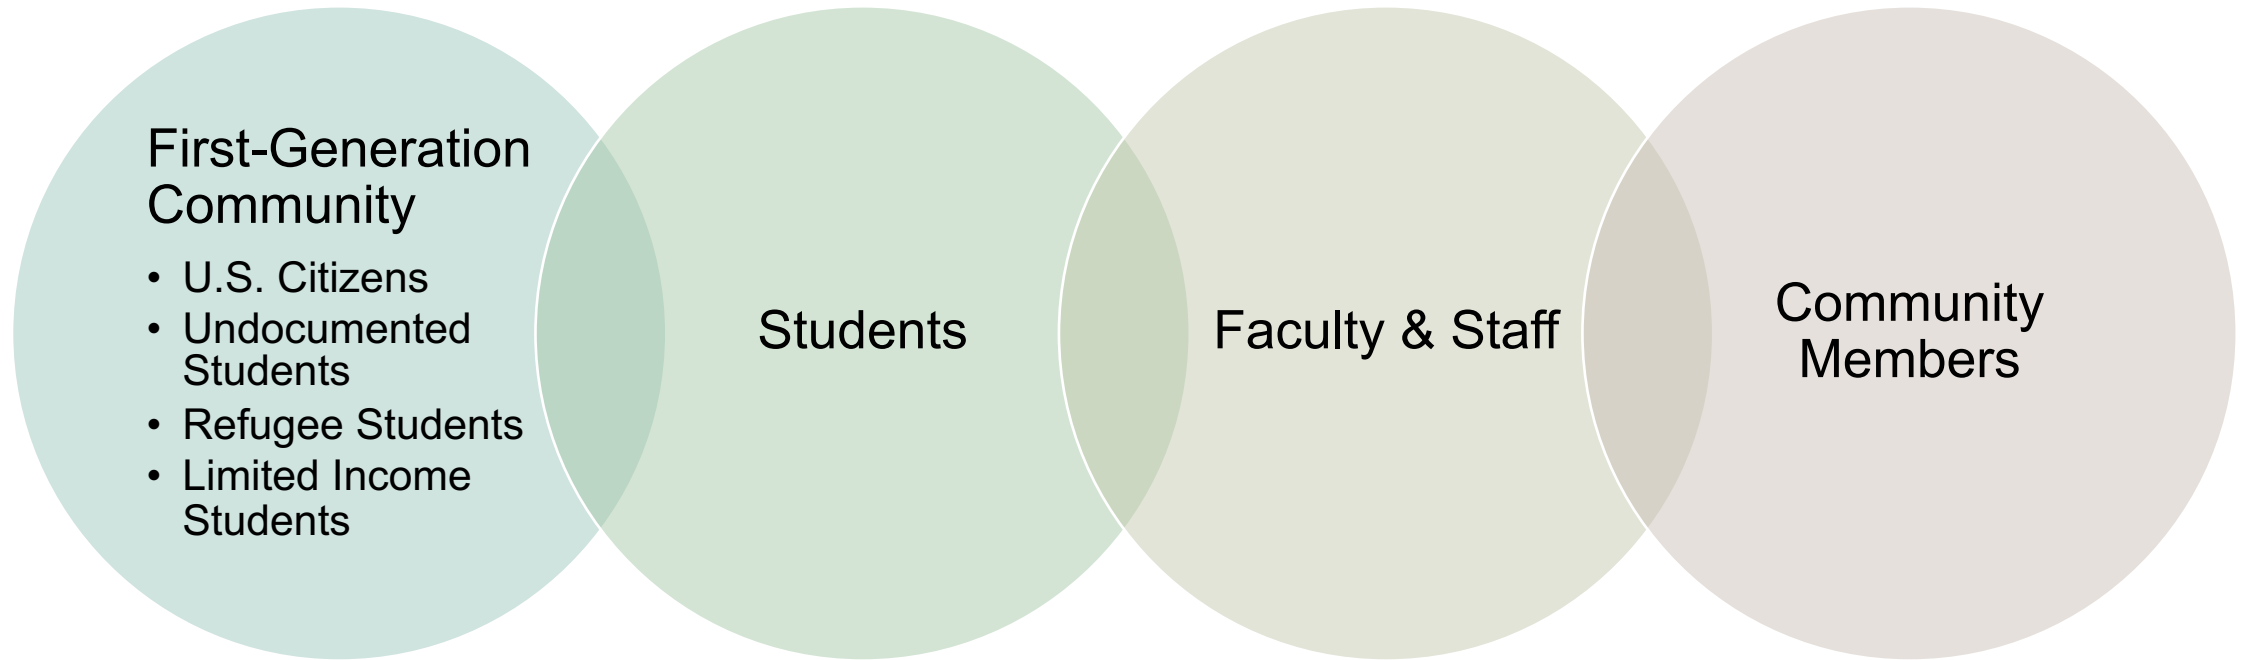 First-Generation
Community
• U.S. Citizens
• Undocumented
Students
• Refugee Students
• Limited Income
Students
Students
Faculty & Staff
Community
Members